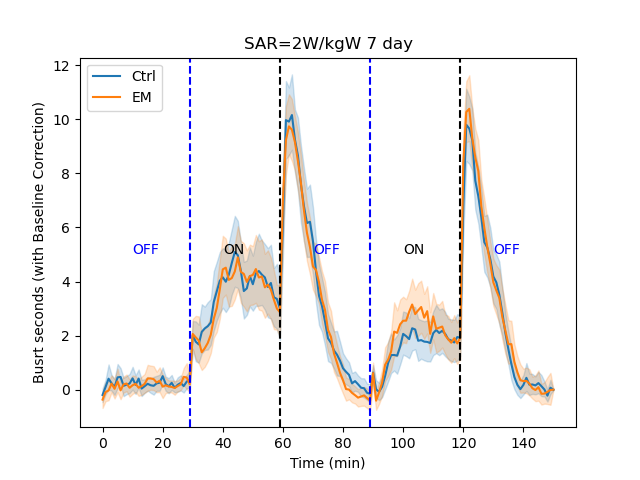 SAR=2W/kgW 7 day
Busrt seconds (with Baseline Correction)
12
10
8
6
4
2
0
Ctrl
EM
OFF
ON
OFF
ON
OFF
0
20
40
60
80
100
120
140
Time (min)